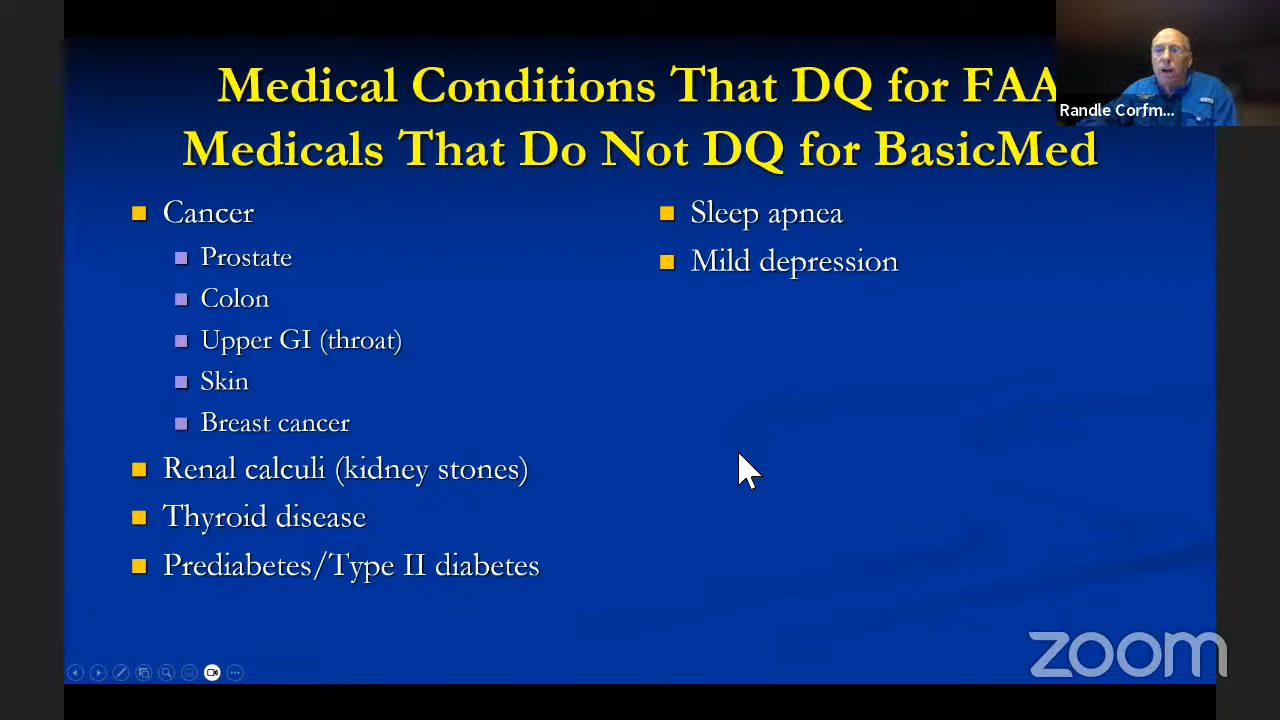 Medical Conditions That DQ for FAA
Medicals That Do Not DQ for BasicMed
Randle Corfm...
Cancer
Prostate
Colon
Upper GI (throat)
Skin
Breast cancer
Renal calculi (kidney stones)
Thyroid disease
Prediabetes/Type II diabetes
Sleep apnea
Mild depression
zoom